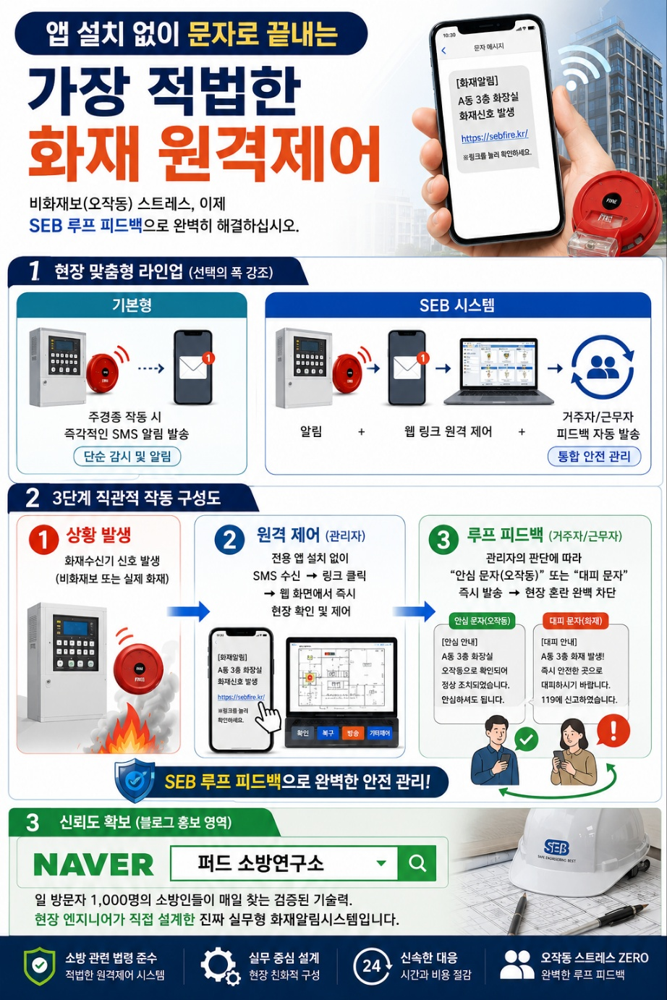 앱 설치 없이 문자로 끝내는
가장 적법한
화재 원격제어
비화재보(오작동) 스트레스, 이제
SEB 루프 피드백으로 완벽히 해결하십시오.
10:30
문자 메시지
[화재알림]
A동 3층 화장실
화재신호 발생
https://sebfire.kr/
※링크를 눌러 확인하세요.
FIRE
1 현장 맞춤형 라인업 (선택의 폭 강조)
기본형
1
주경종 작동 시
즉각적인 SMS 알림 발송
단순 감시 및 알림
SEB 시스템
1
알림 + 웹 링크 원격 제어 +
거주자/근무자
피드백 자동 발송
통합 안전 관리
2 3단계 직관적 작동 구성도
1 상황 발생
화재수신기 신호 발생
(비화재보 또는 실제 화재)
2 원격 제어 (관리자)
전용 앱 설치 없이
SMS 수신 → 링크 클릭
→ 웹 화면에서 즉시
현장 확인 및 제어
[화재알림]
A동 3층 화장실
화재신호 발생
https://sebfire.kr/
※링크를 눌러
확인하세요.
확인 복구 방송 기타제어
3 루프 피드백 (거주자/근무자)
관리자의 판단에 따라
“안심 문자(오작동)” 또는 “대피 문자”
즉시 발송 → 현장 혼란 완벽 차단
안심 문자(오작동)
[안심 안내]
A동 3층 화장실
오작동으로 확인되어
정상 조치되었습니다.
안심하셔도 됩니다.
대피 문자(화재)
[대피 안내]
A동 3층 화재 발생!
즉시 안전한 곳으로
대피하시기 바랍니다.
119에 신고하였습니다.
SEB 루프 피드백으로 완벽한 안전 관리!
3 신뢰도 확보 (블로그 홍보 영역)
NAVER
퍼드 소방연구소
일 방문자 1,000명의 소방인들이 매일 찾는 검증된 기술력.
현장 엔지니어가 직접 설계한 진짜 실무형 화재알림시스템입니다.
SEB
소방 관련 법령 준수
적법한 원격제어 시스템
실무 중심 설계
현장 친화적 구성
24
신속한 대응
시간과 비용 절감
오작동 스트레스 ZERO
완벽한 루프 피드백